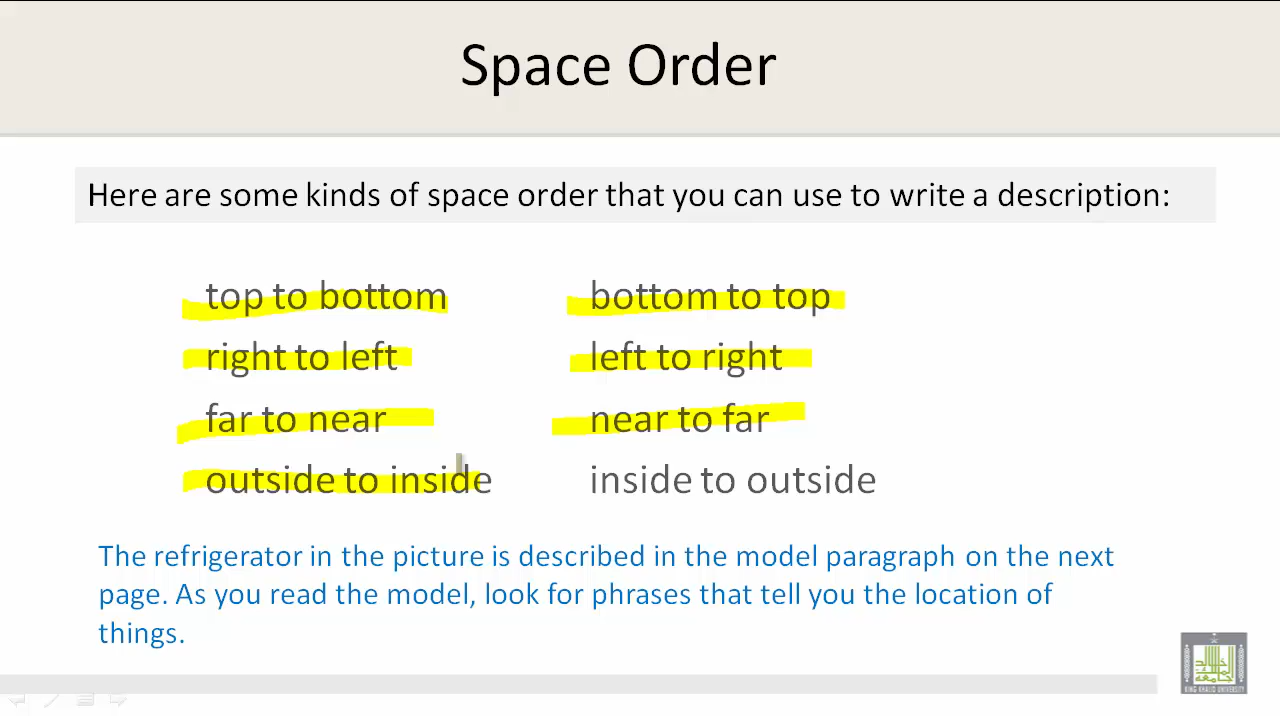 Space Order
Here are some kinds of space order that you can use to write a description:
top to bottom
bottom to top
right to left
left to right
far to near
near to far
outside to inside
inside to outside
The refrigerator in the picture is described in the model paragraph on the next
page. As you read the model, look for phrases that tell you the location of
things.
KING KHALID UNIVERSITY